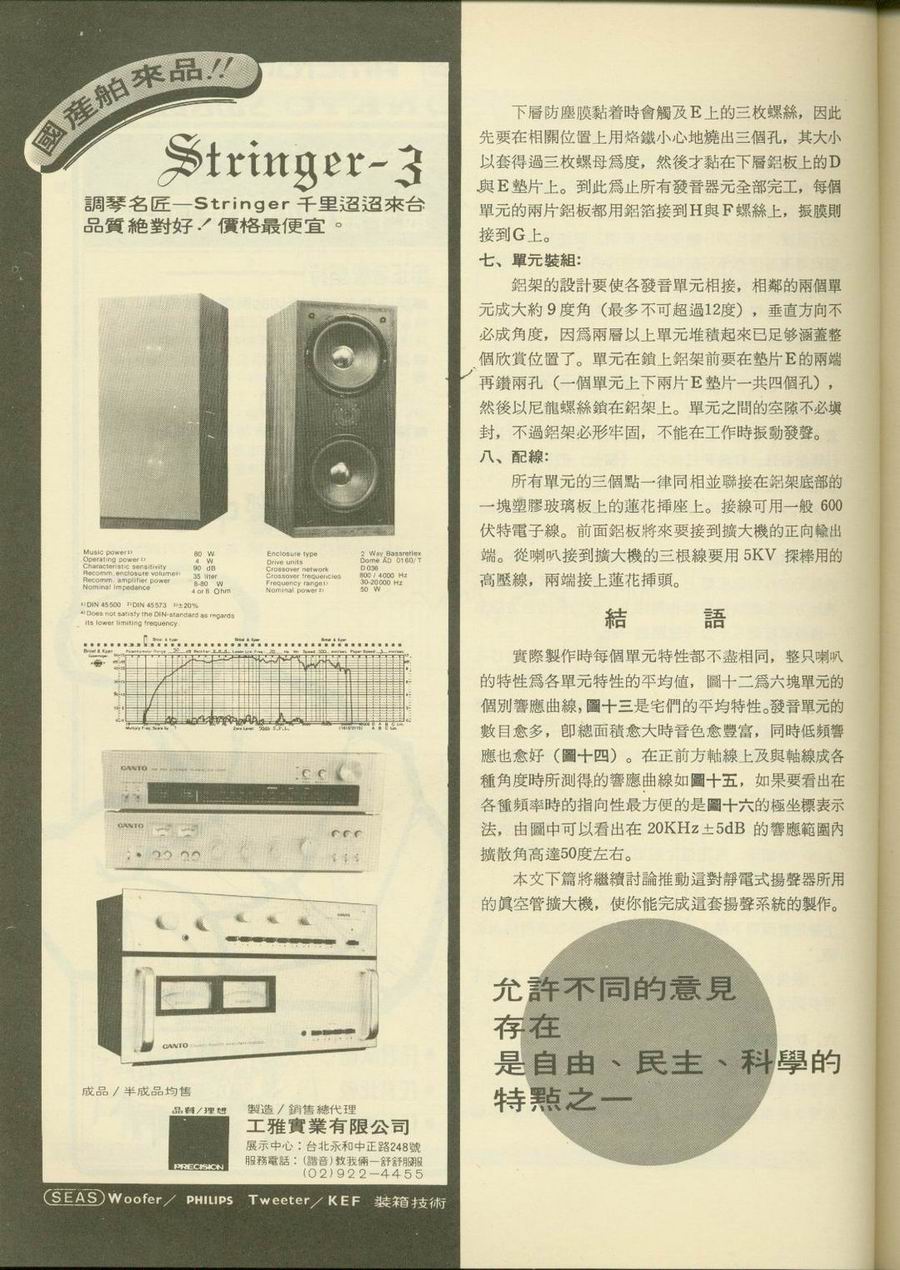 國產舶來品!!
Stringer-3
調琴名匠—Stringer 千里迢迢來台
品質絕對好！價格最便宜。
Music power¹⁾ 80 W
Operating power²⁾ 4 W
Characteristic sensitivity 90 dB
Recomm. enclosure volume³⁾ 35 liter
Recomm. amplifier power 8-80 W
Nominal impedance 4 or 8 Ohm
Enclosure type 2 Way Bassreflex
Drive units Dome AD 0160/T
Crossover network D 036
Crossover frequencies 800 / 4000 Hz
Frequency range³⁾ 30-20000 Hz
Nominal power²⁾ 50 W
¹⁾DIN 45500 ²⁾DIN 45573 ³⁾±20%
⁴⁾Does not satisfy the DIN-standard as regards
its lower limiting frequency.
Brüel & Kjær
GANTO
GANTO
GANTO
GANTO
成品/半成品均售
品質/理想
PRECISION
製造/銷售總代理
工雅實業有限公司
展示中心：台北永和中正路248號
服務電話：(諧音)救我倆一舒舒服服
(02)922-4455
SEAS Woofer/ PHILIPS Tweeter/KEF 裝箱技術
下層防塵膜黏着時會觸及E上的三枚螺絲，因此
先要在相關位置上用烙鐵小心地燒出三個孔，其大小
以套得過三枚螺母爲度，然後才黏在下層鋁板上的D
與E墊片上。到此爲止所有發音器元全部完工，每個
單元的兩片鋁板都用鋁箔接到H與F螺絲上，振膜則
接到G上。
七、單元裝組:
鋁架的設計要使各發音單元相接，相鄰的兩個單
元成大約9度角（最多不可超過12度），垂直方向不
必成角度，因爲兩層以上單元堆積起來已足够涵蓋整
個欣賞位置了。單元在鎖上鋁架前要在墊片E的兩端
再鑽兩孔（一個單元上下兩片E墊片一共四個孔），
然後以尼龍螺絲鎖在鋁架上。單元之間的空隙不必塡
封，不過鋁架必形牢固，不能在工作時振動發聲。
八、配線:
所有單元的三個點一律同相並聯接在鋁架底部的
一塊塑膠玻璃板上的蓮花揷座上。接線可用一般 600
伏特電子線。前面鋁板將來要接到擴大機的正向輸出
端。從喇叭接到擴大機的三根線要用 5KV 探棒用的
高壓線，兩端接上蓮花揷頭。
結語
實際製作時每個單元特性都不盡相同，整只喇叭
的特性爲各單元特性的平均値，圖十二爲六塊單元的
個別響應曲線，圖十三是它們的平均特性。發音單元的
數目愈多，卽總面積愈大時音色愈豐富，同時低頻響
應也愈好（圖十四）。在正前方軸線上及與軸線成各
種角度時所測得的響應曲線如圖十五，如果要看出在
各種頻率時的指向性最方便的是圖十六的極坐標表示
法，由圖中可以看出在 20KHz±5dB 的響應範圍內
擴散角高達50度左右。
本文下篇將繼續討論推動這對靜電式揚聲器所用
的眞空管擴大機，使你能完成這套揚聲系統的製作。
允許不同的意見
存在
是自由、民主、科學的
特點之一